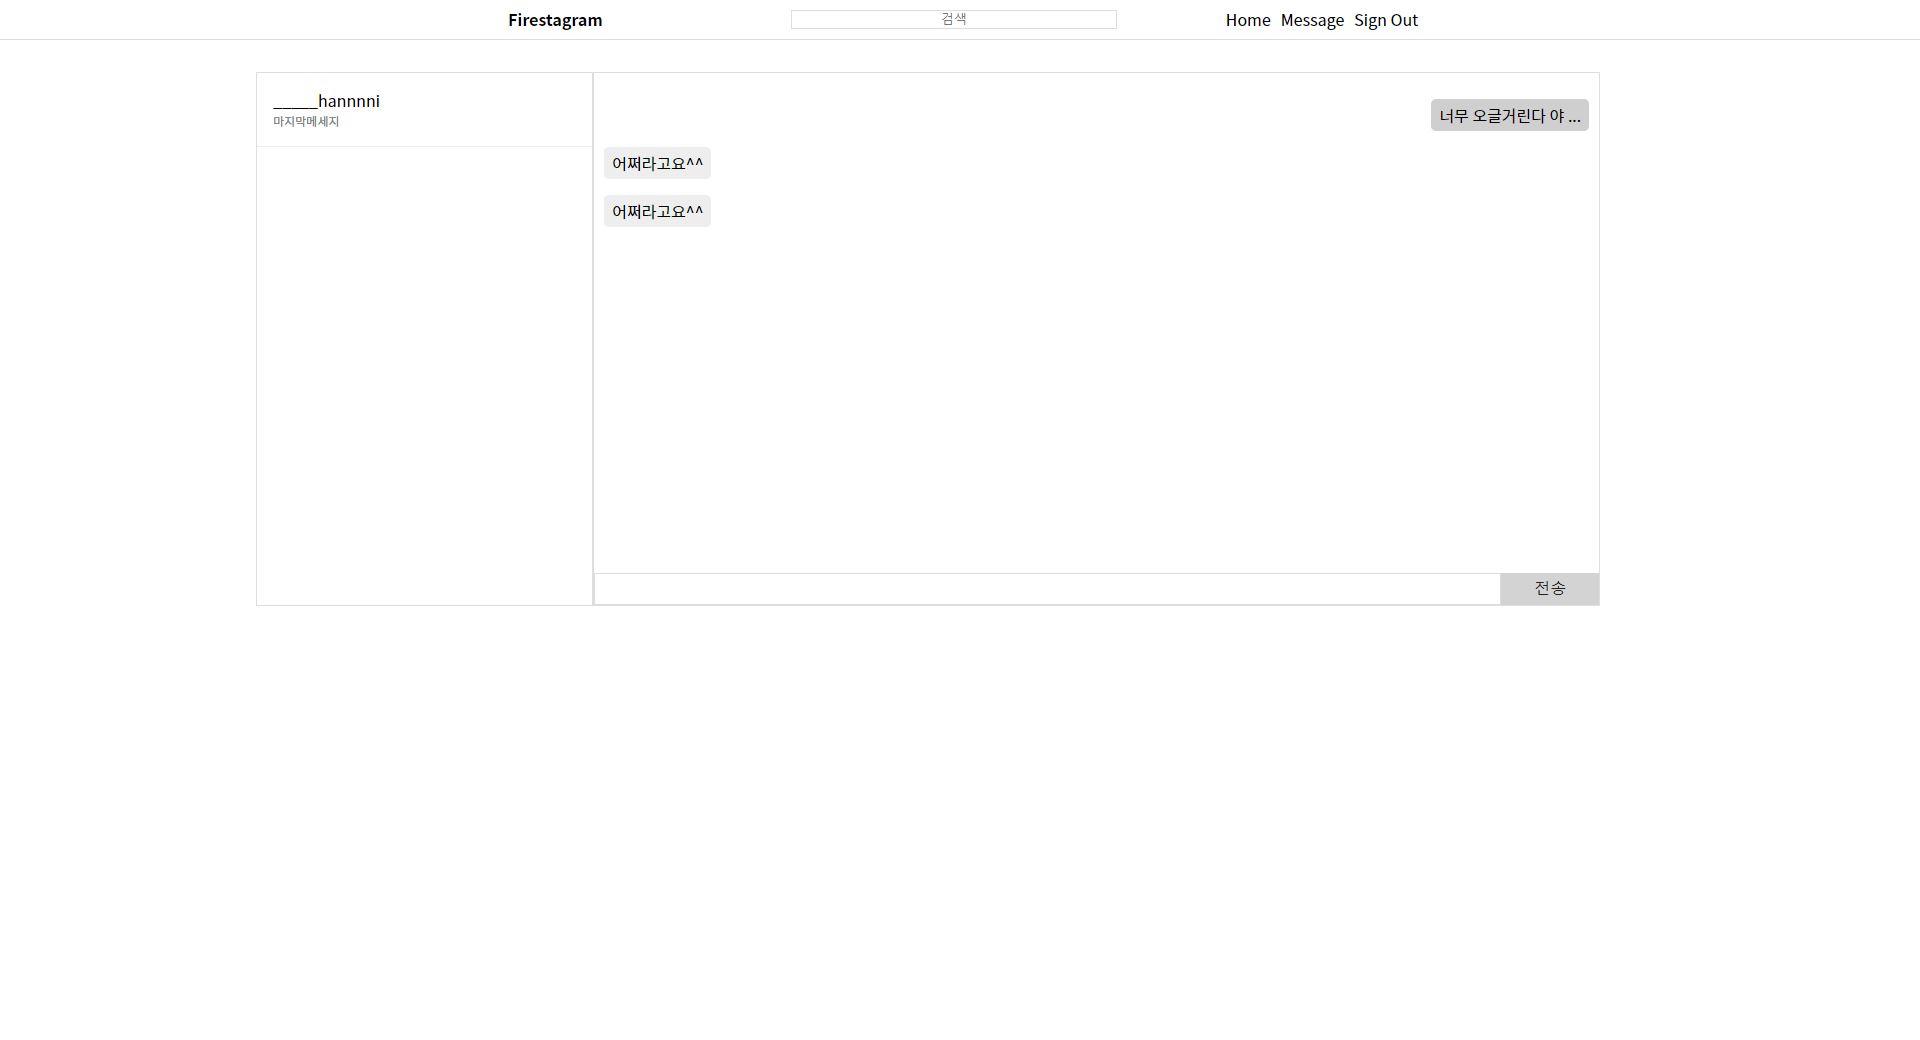 Firestagram
검색
Home Message Sign Out
_____hannnni
마지막메세지
너무 오글거린다 야 ...
어쩌라고요^^
어쩌라고요^^
전송